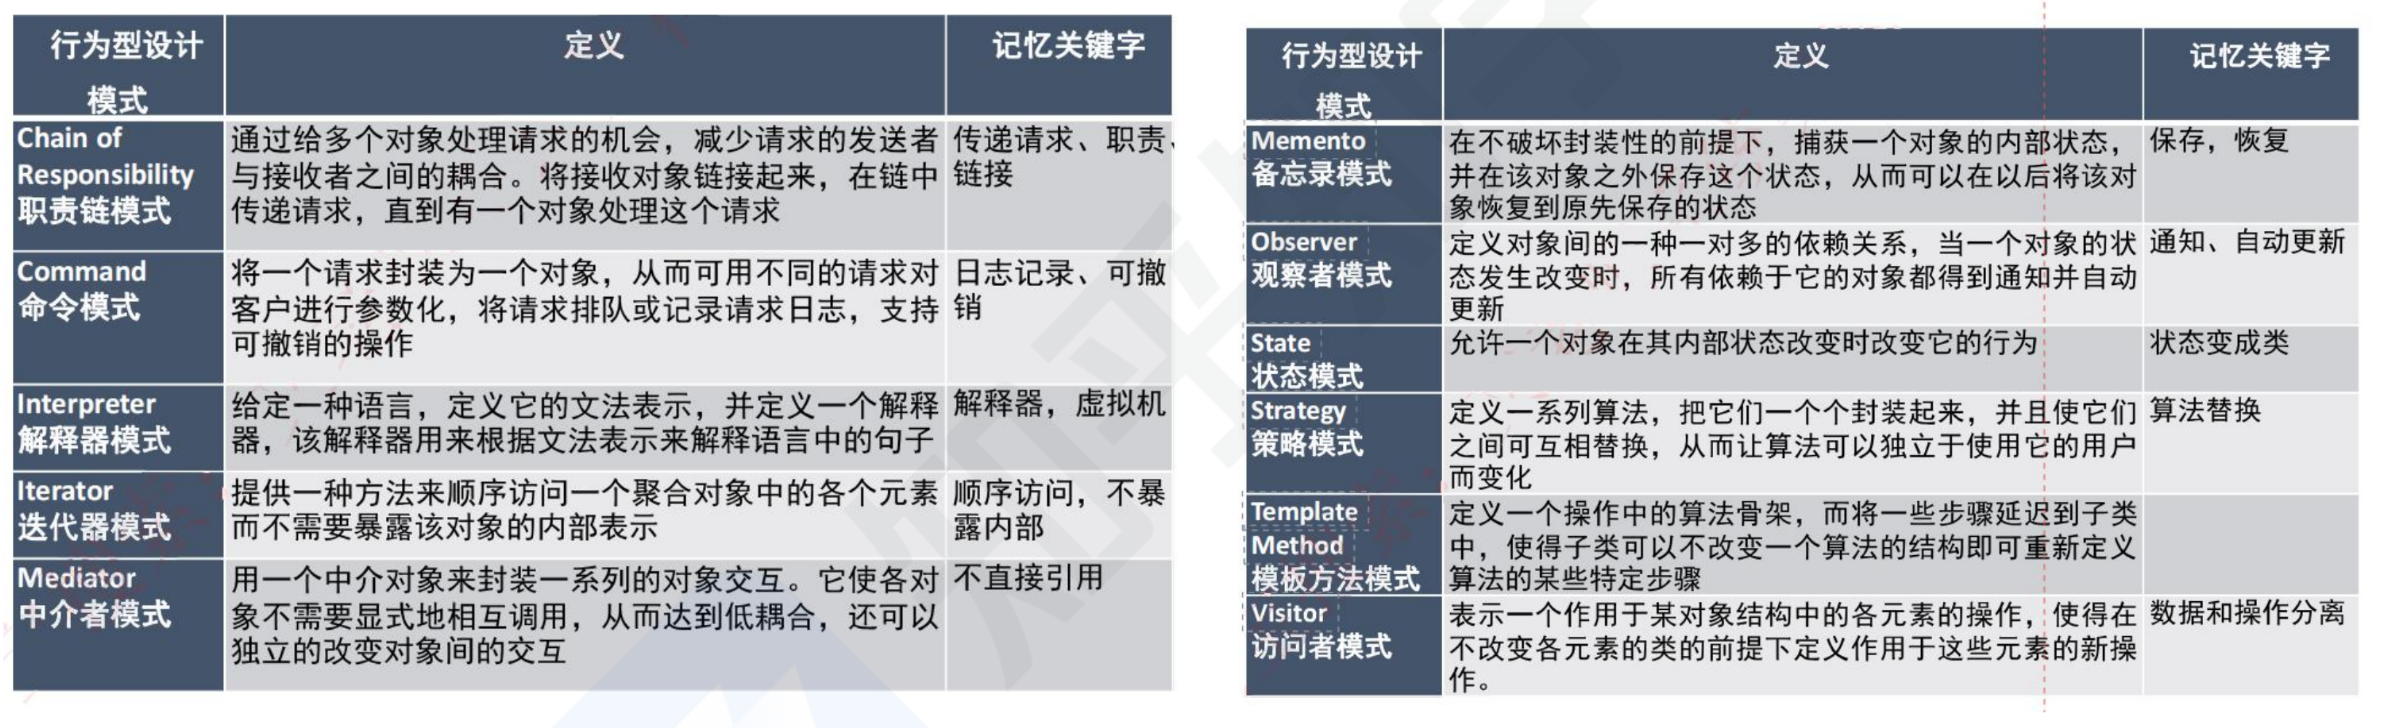 行为型设计
模式
定义
记忆关键字
Chain of
Responsibility
职责链模式
通过给多个对象处理请求的机会，减少请求的发送者
与接收者之间的耦合。将接收对象链接起来，在链中
传递请求，直到有一个对象处理这个请求
传递请求、职责、
链接
Command
命令模式
将一个请求封装为一个对象，从而可用不同的请求对
客户进行参数化，将请求排队或记录请求日志，支持
可撤销的操作
日志记录、可撤
销
Interpreter
解释器模式
给定一种语言，定义它的文法表示，并定义一个解释
器，该解释器用来根据文法表示来解释语言中的句子
解释器，虚拟机
Iterator
迭代器模式
提供一种方法来顺序访问一个聚合对象中的各个元素
而不需要暴露该对象的内部表示
顺序访问，不暴
露内部
Mediator
中介者模式
用一个中介对象来封装一系列的对象交互。它使各对
象不需要显式地相互调用，从而达到低耦合，还可以
独立的改变对象间的交互
不直接引用
行为型设计
模式
定义
记忆关键字
Memento
备忘录模式
在不破坏封装性的前提下，捕获一个对象的内部状态，
并在该对象之外保存这个状态，从而可以在以后将该对
象恢复到原先保存的状态
保存，恢复
Observer
观察者模式
定义对象间的一种一对多的依赖关系，当一个对象的状
态发生改变时，所有依赖于它的对象都得到通知并自动
更新
通知、自动更新
State
状态模式
允许一个对象在其内部状态改变时改变它的行为
状态变成类
Strategy
策略模式
定义一系列算法，把它们一个个封装起来，并且使它们
之间可互相替换，从而让算法可以独立于使用它的用户
而变化
算法替换
Template
Method
模板方法模式
定义一个操作中的算法骨架，而将一些步骤延迟到子类
中，使得子类可以不改变一个算法的结构即可重新定义
算法的某些特定步骤
Visitor
访问者模式
表示一个作用于某对象结构中的各元素的操作，使得在
不改变各元素的类的前提下定义作用于这些元素的新操
作。
数据和操作分离